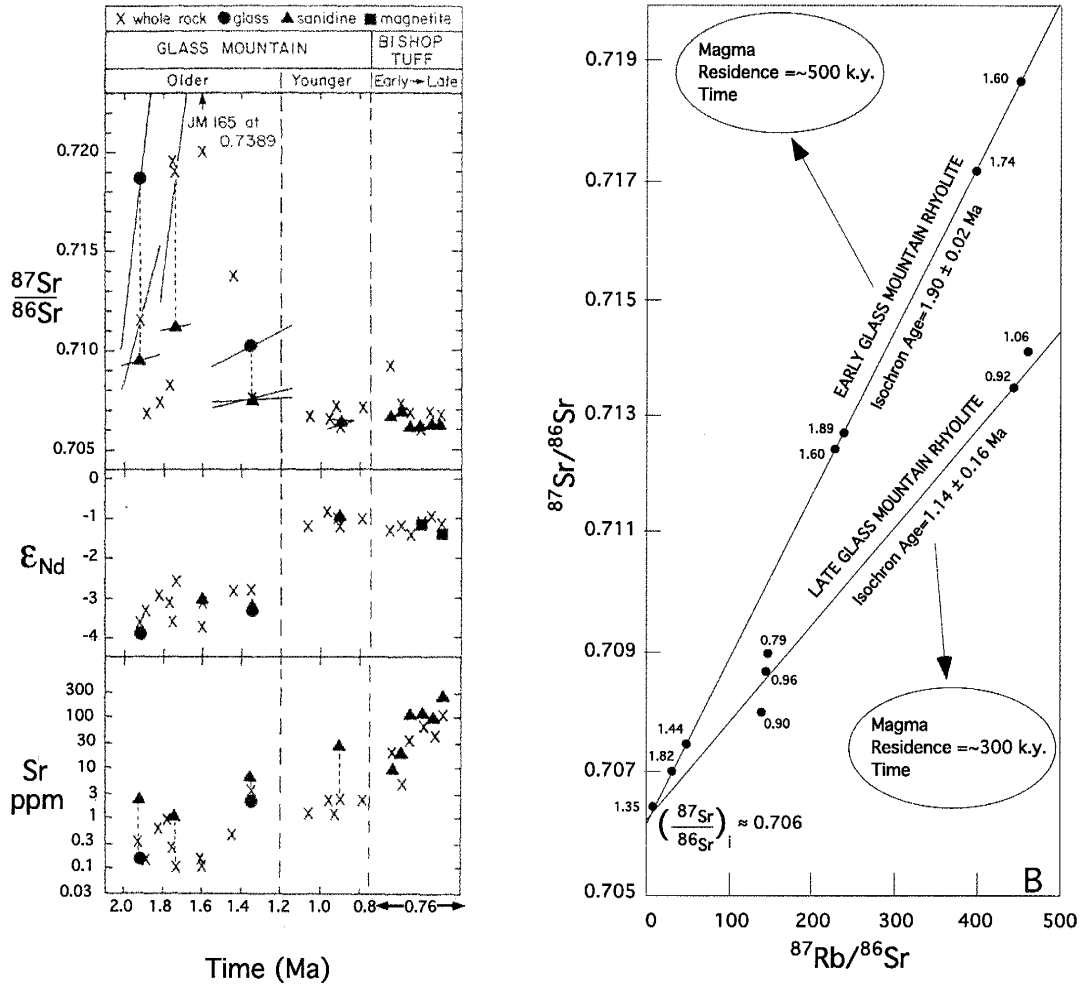 X whole rock ● glass ▲ sanidine ■ magnetite
GLASS MOUNTAIN
BISHOP TUFF
Older
Younger
Early→Late
JM 165 at
0.7389
0.720
0.715
0.710
0.705
87Sr
86Sr
0
-1
-2
-3
-4
εNd
300
100
30
10
3
1
0.3
0.1
0.03
Sr
ppm
2.0 1.8 1.6 1.4 1.2 1.0 0.8 0.76
Time (Ma)
0.719
0.717
0.715
0.713
0.711
0.709
0.707
0.705
87Sr/86Sr
Magma
Residence =~500 k.y.
Time
1.60
1.74
EARLY GLASS MOUNTAIN RHYOLITE
Isochron Age=1.90 ± 0.02 Ma
1.06
0.92
1.89
1.60
LATE GLASS MOUNTAIN RHYOLITE
Isochron Age=1.14 ± 0.16 Ma
0.79
0.96
0.90
1.44
1.82
1.35
Magma
Residence =~300 k.y.
Time
(87Sr/86Sr)i ≈ 0.706
B
0 100 200 300 400 500
87Rb/86Sr